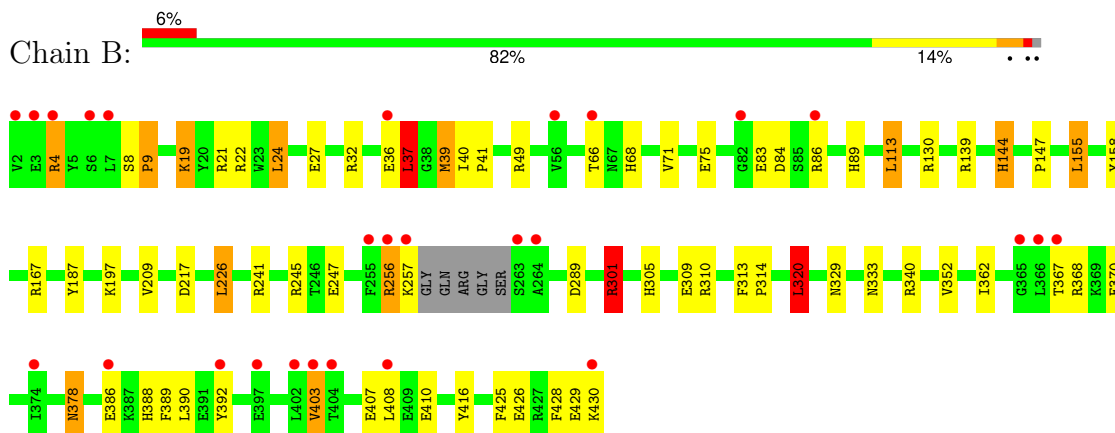 6%
Chain B:
82% 14% • ••
V2 E3 R4 Y5 S6 L7 S8 P9 K19 Y20 R21 R22 W23 L24 E27 R32 E36 L37 G38 M39 I40 P41 R49 V56 T66 N67 H68 V71 E75 G82 E83 D84 S85 R86 H89 L113 R130 R139 H144 P147 L155
R167 Y187 K197 V209 D217 L226 R241 R245 T246 E247 F255 R256 K257 GLY GLN ARG GLY SER S263 A264 D289 R301 H305 E309 R310 F313 P314 L320 N329 N333 R340 V352 I362 G365 L366 T367 R368 K369
I374 N378 E386 K387 H388 F389 L390 E391 Y392 E397 L402 V403 T404 E407 L408 E409 E410 Y416 F425 E426 R427 F428 E429 K430